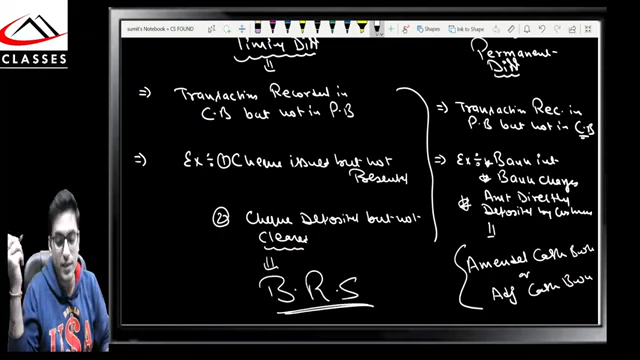 CLASSES
sumit's Notebook » CS FOUND
Eraser
Shapes
Ink to Shape
Timing Diff
=> Transaction Recorded in
C.B but not in P.B
=> Ex :- ① Cheque issued but not
Presented
② Cheque Deposited but not
Cleared
B.R.S
Permanent
Diff
=> Transaction Rec. in
P.B but not in C.B
=> Ex :- * Bank int
* Bank Charges
* Amt Directly
Deposited by Customer
Amended Cash Book
or
Adj Cash Book
USA